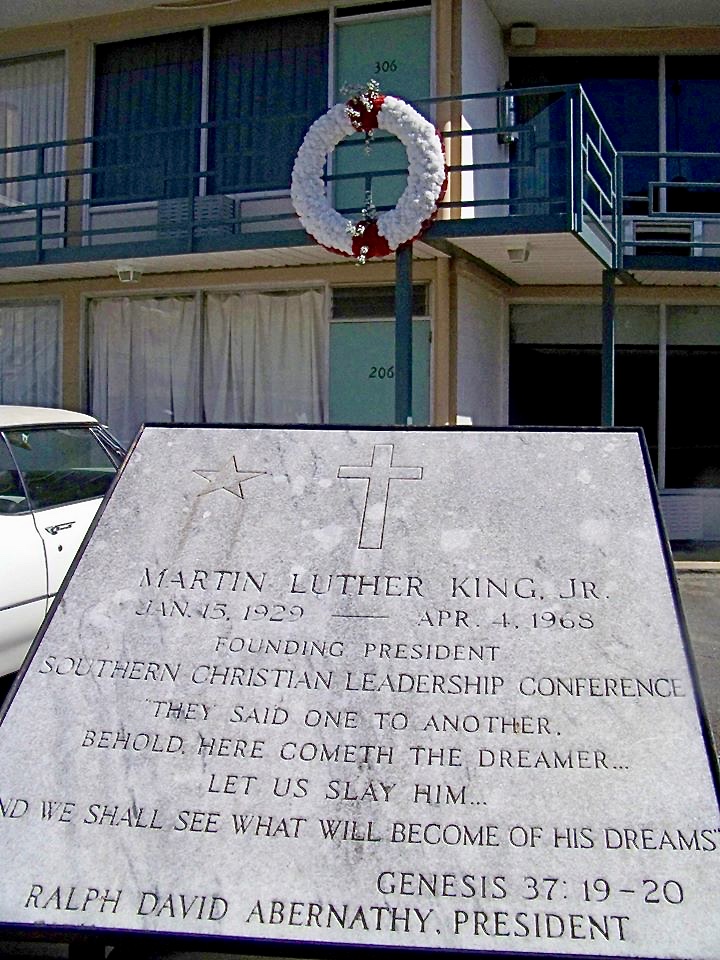 306
206
MARTIN LUTHER KING, JR.
JAN. 15, 1929 — APR. 4, 1968
FOUNDING PRESIDENT
SOUTHERN CHRISTIAN LEADERSHIP CONFERENCE
"THEY SAID ONE TO ANOTHER,
BEHOLD, HERE COMETH THE DREAMER...
LET US SLAY HIM...
ND WE SHALL SEE WHAT WILL BECOME OF HIS DREAMS"
GENESIS 37: 19-20
RALPH DAVID ABERNATHY, PRESIDENT